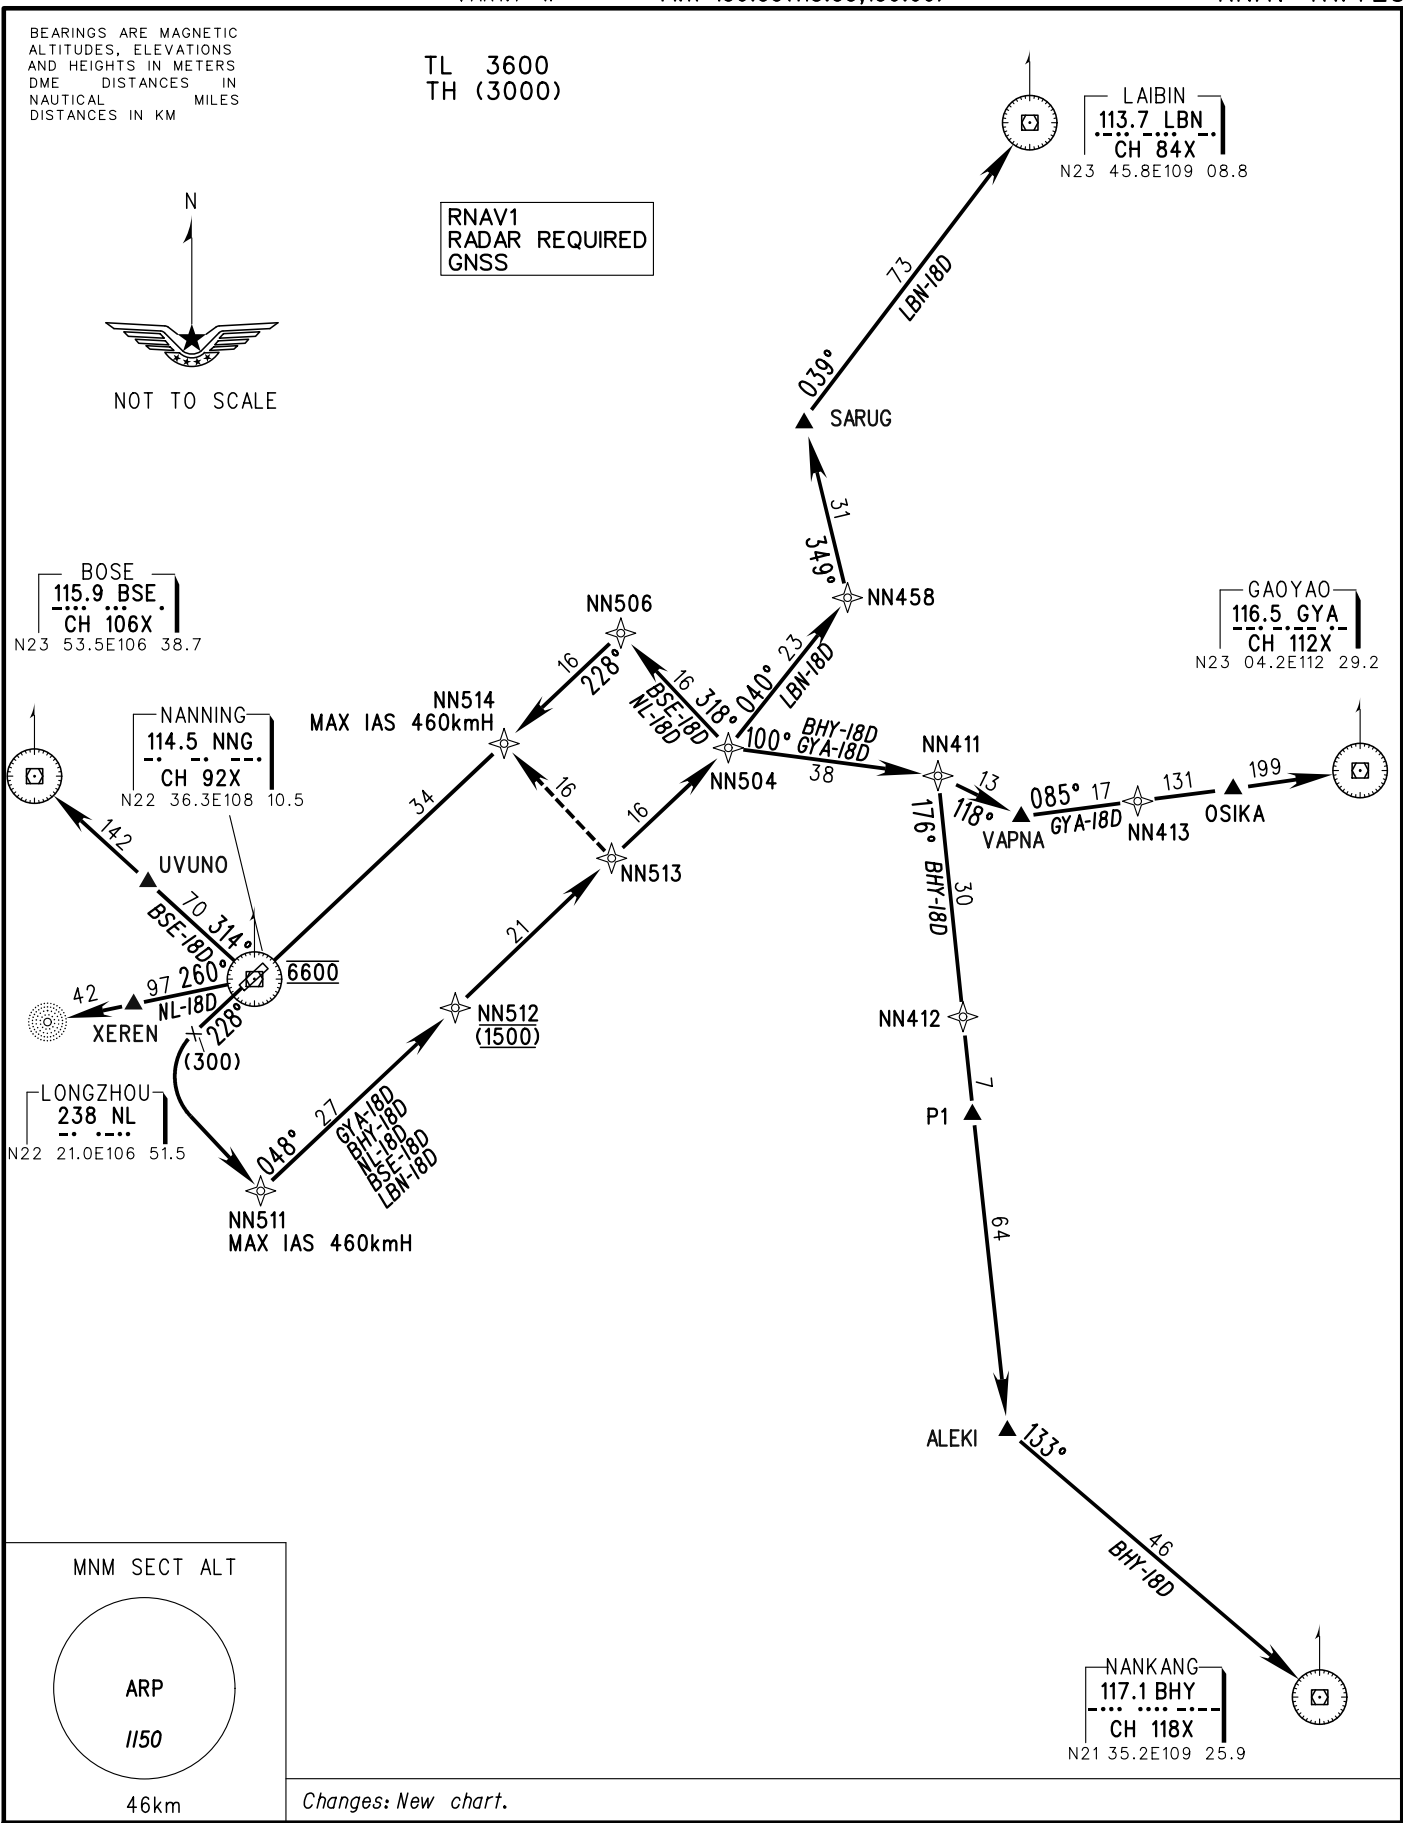 BEARINGS ARE MAGNETIC
ALTITUDES, ELEVATIONS
AND HEIGHTS IN METERS
DME DISTANCES IN
NAUTICAL MILES
DISTANCES IN KM
TL 3600
TH (3000)
RNAV1
RADAR REQUIRED
GNSS
N
NOT TO SCALE
LAIBIN
113.7 LBN
CH 84X
N23 45.8E109 08.8
73
LBN-18D
039°
SARUG
31
349°
NN458
BOSE
115.9 BSE
CH 106X
N23 53.5E106 38.7
GAOYAO
116.5 GYA
CH 112X
N23 04.2E112 29.2
NN506
16
228°
16 318°
BSE-18D
NL-18D
040° 23
LBN-18D
NN514
MAX IAS 460kmH
NANNING
114.5 NNG
CH 92X
N22 36.3E108 10.5
100° BHY-18D
GYA-18D
38
NN504
NN411
13
118°
VAPNA
085° 17
GYA-18D
NN413
131
OSIKA
199
34
16
16
NN513
176° BHY-18D
30
142
UVUNO
70 314°
BSE-18D
21
6600
42
97 260°
NL-18D
XEREN
228°
(300)
NN512
(1500)
NN412
7
P1
LONGZHOU
238 NL
N22 21.0E106 51.5
048° 27
GYA-18D
BHY-18D
NL-18D
BSE-18D
LBN-18D
NN511
MAX IAS 460kmH
64
ALEKI
133°
46
BHY-18D
NANKANG
117.1 BHY
CH 118X
N21 35.2E109 25.9
MNM SECT ALT
ARP
1150
46km
Changes: New chart.